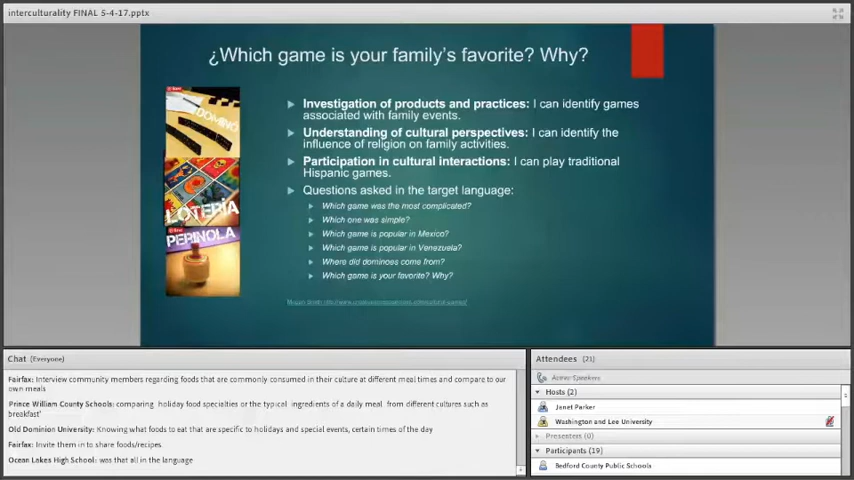 interculturality FINAL 5-4-17.pptx
¿Which game is your family's favorite? Why?
DOMINÓ
LOTERÍA
PERINOLA
Investigation of products and practices: I can identify games
associated with family events.
Understanding of cultural perspectives: I can identify the
influence of religion on family activities.
Participation in cultural interactions: I can play traditional
Hispanic games.
Questions asked in the target language:
Which game was the most complicated?
Which one was simple?
Which game is popular in Mexico?
Which game is popular in Venezuela?
Where did dominoes come from?
Which game is your favorite? Why?
Chat (Everyone)
Fairfax: Interview community members regarding foods that are commonly consumed in their culture at different meal times and compare to our
own meals
Prince William County Schools: comparing holiday food specialties or the typical ingredients of a daily meal from different cultures such as
breakfast'
Old Dominion University: Knowing what foods to eat that are specific to holidays and special events, certain times of the day
Fairfax: Invite them in to share foods/recipes
Ocean Lakes High School: was that all in the language
Attendees (21)
Active Speakers
Hosts (2)
Janet Parker
Washington and Lee University
Presenters (0)
Participants (19)
Bedford County Public Schools